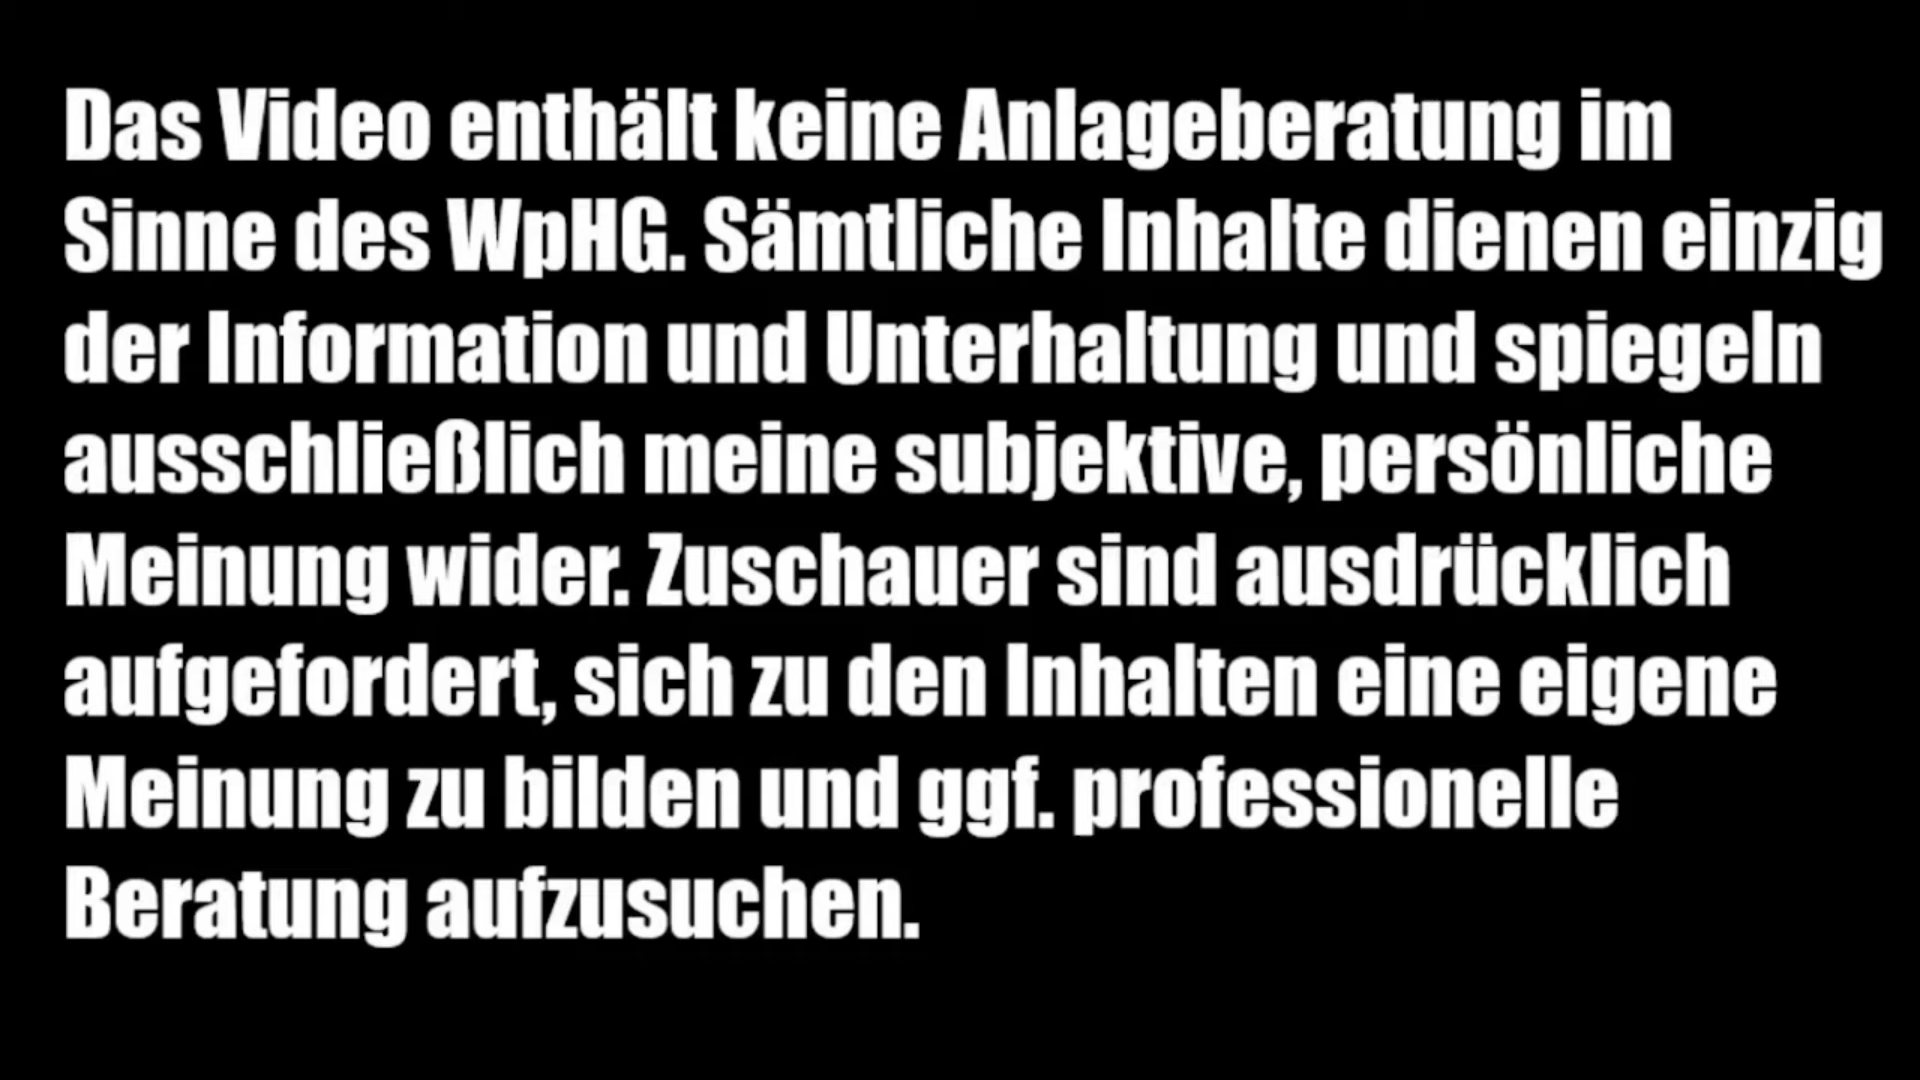 Das Video enthält keine Anlageberatung im
Sinne des WpHG. Sämtliche Inhalte dienen einzig
der Information und Unterhaltung und spiegeln
ausschließlich meine subjektive, persönliche
Meinung wider. Zuschauer sind ausdrücklich
aufgefordert, sich zu den Inhalten eine eigene
Meinung zu bilden und ggf. professionelle
Beratung aufzusuchen.